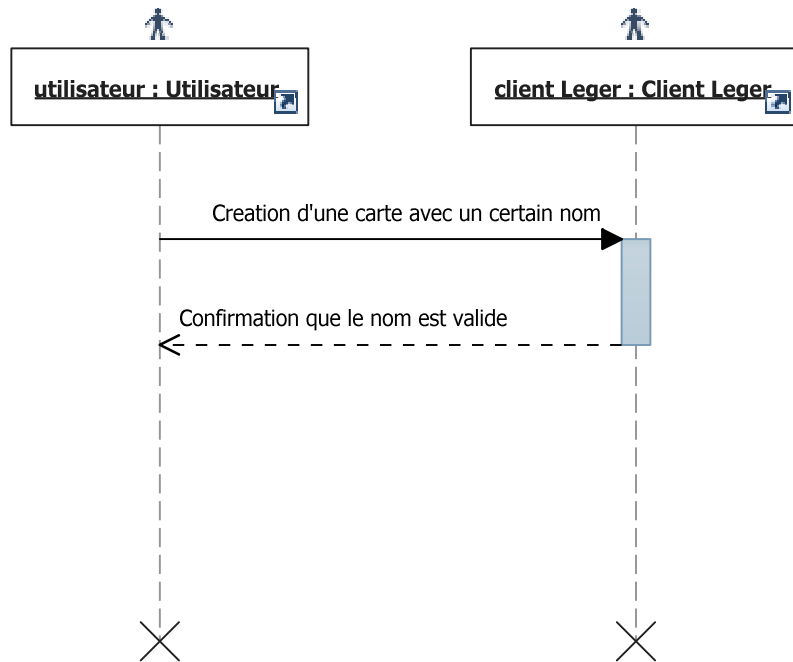 utilisateur : Utilisateur
client Leger : Client Leger
Creation d'une carte avec un certain nom
Confirmation que le nom est valide